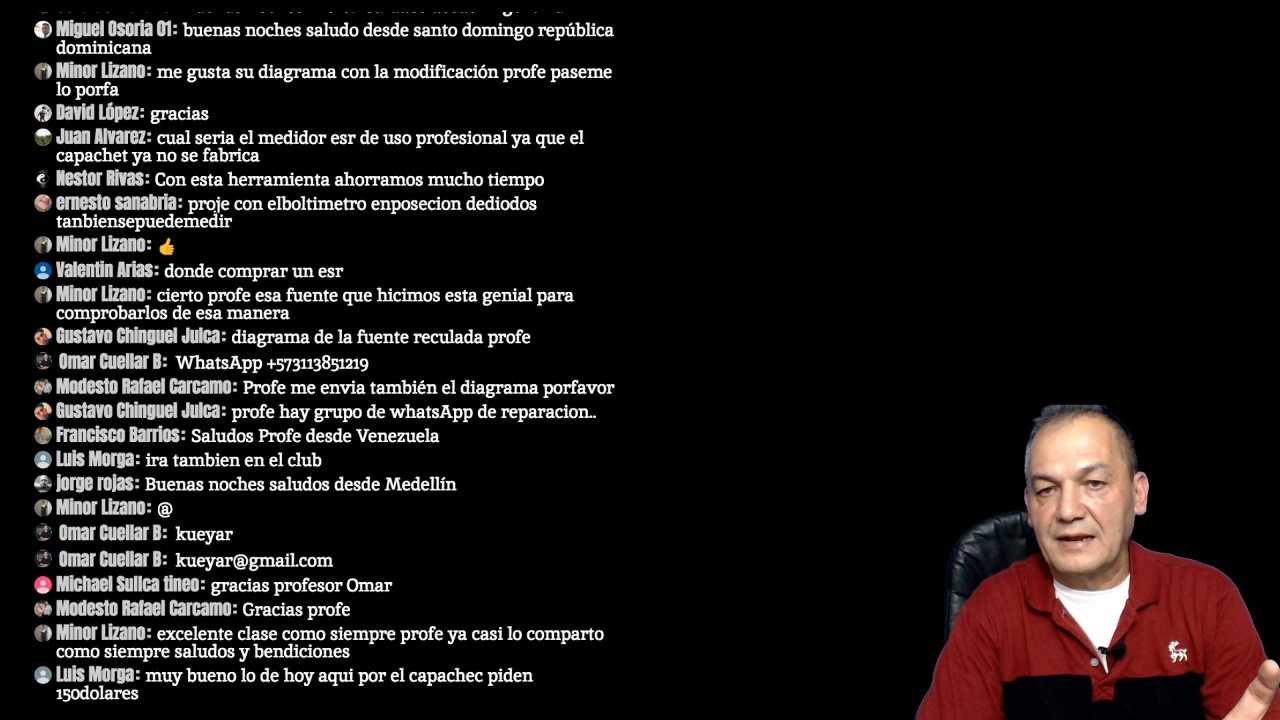 Miguel Osoria 01: buenas noches saludo desde santo domingo república
dominicana
Minor Lizano: me gusta su diagrama con la modificación profe paseme
lo porfa
David López: gracias
Juan Alvarez: cual seria el medidor esr de uso profesional ya que el
capachet ya no se fabrica
Nestor Rivas: Con esta herramienta ahorramos mucho tiempo
ernesto sanabria: proje con elboltimetro enposecion dediodos
tanbiensepuedemedir
Minor Lizano: 👍
Valentin Arias: donde comprar un esr
Minor Lizano: cierto profe esa fuente que hicimos esta genial para
comprobarlos de esa manera
Gustavo Chinguel Julca: diagrama de la fuente reculada profe
Omar Cuellar B: WhatsApp +573113851219
Modesto Rafael Carcamo: Profe me envia también el diagrama porfavor
Gustavo Chinguel Julca: profe hay grupo de whatsApp de reparacion..
Francisco Barrios: Saludos Profe desde Venezuela
Luis Morga: ira tambien en el club
jorge rojas: Buenas noches saludos desde Medellín
Minor Lizano: @
Omar Cuellar B: kueyar
Omar Cuellar B: kueyar@gmail.com
Michael Sullca tineo: gracias profesor Omar
Modesto Rafael Carcamo: Gracias profe
Minor Lizano: excelente clase como siempre profe ya casi lo comparto
como siempre saludos y bendiciones
Luis Morga: muy bueno lo de hoy aqui por el capachec piden
150dolares